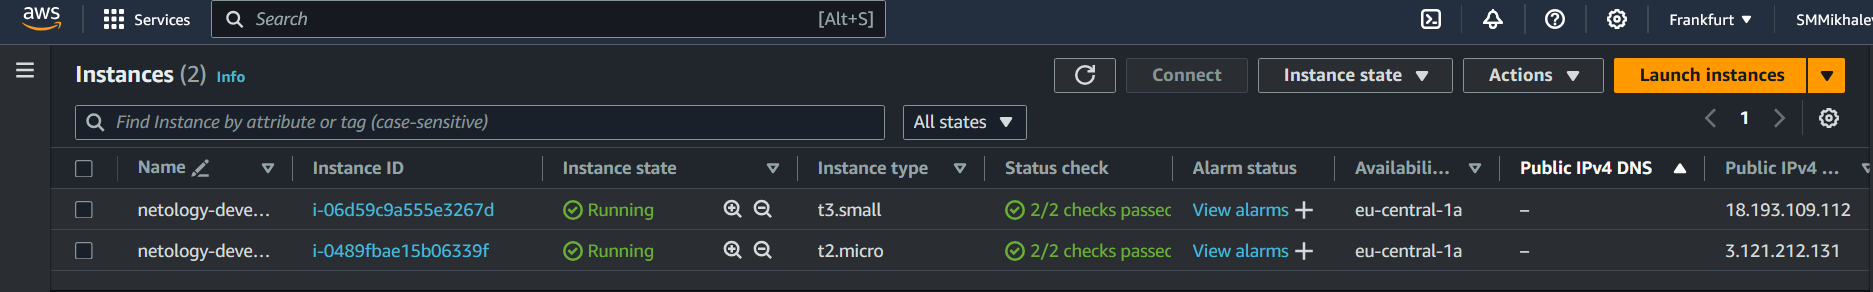 aws Services Search [Alt+S] Frankfurt ▼ SMMikhalev
Instances (2) Info Connect Instance state ▼ Actions ▼ Launch instances ▼
Find Instance by attribute or tag (case-sensitive) All states ▼ 1
Name Instance ID Instance state Instance type Status check Alarm status Availabili... Public IPv4 DNS Public IPv4 ...
netology-deve... i-06d59c9a555e3267d Running t3.small 2/2 checks passed View alarms + eu-central-1a – 18.193.109.112
netology-deve... i-0489fbae15b06339f Running t2.micro 2/2 checks passed View alarms + eu-central-1a – 3.121.212.131